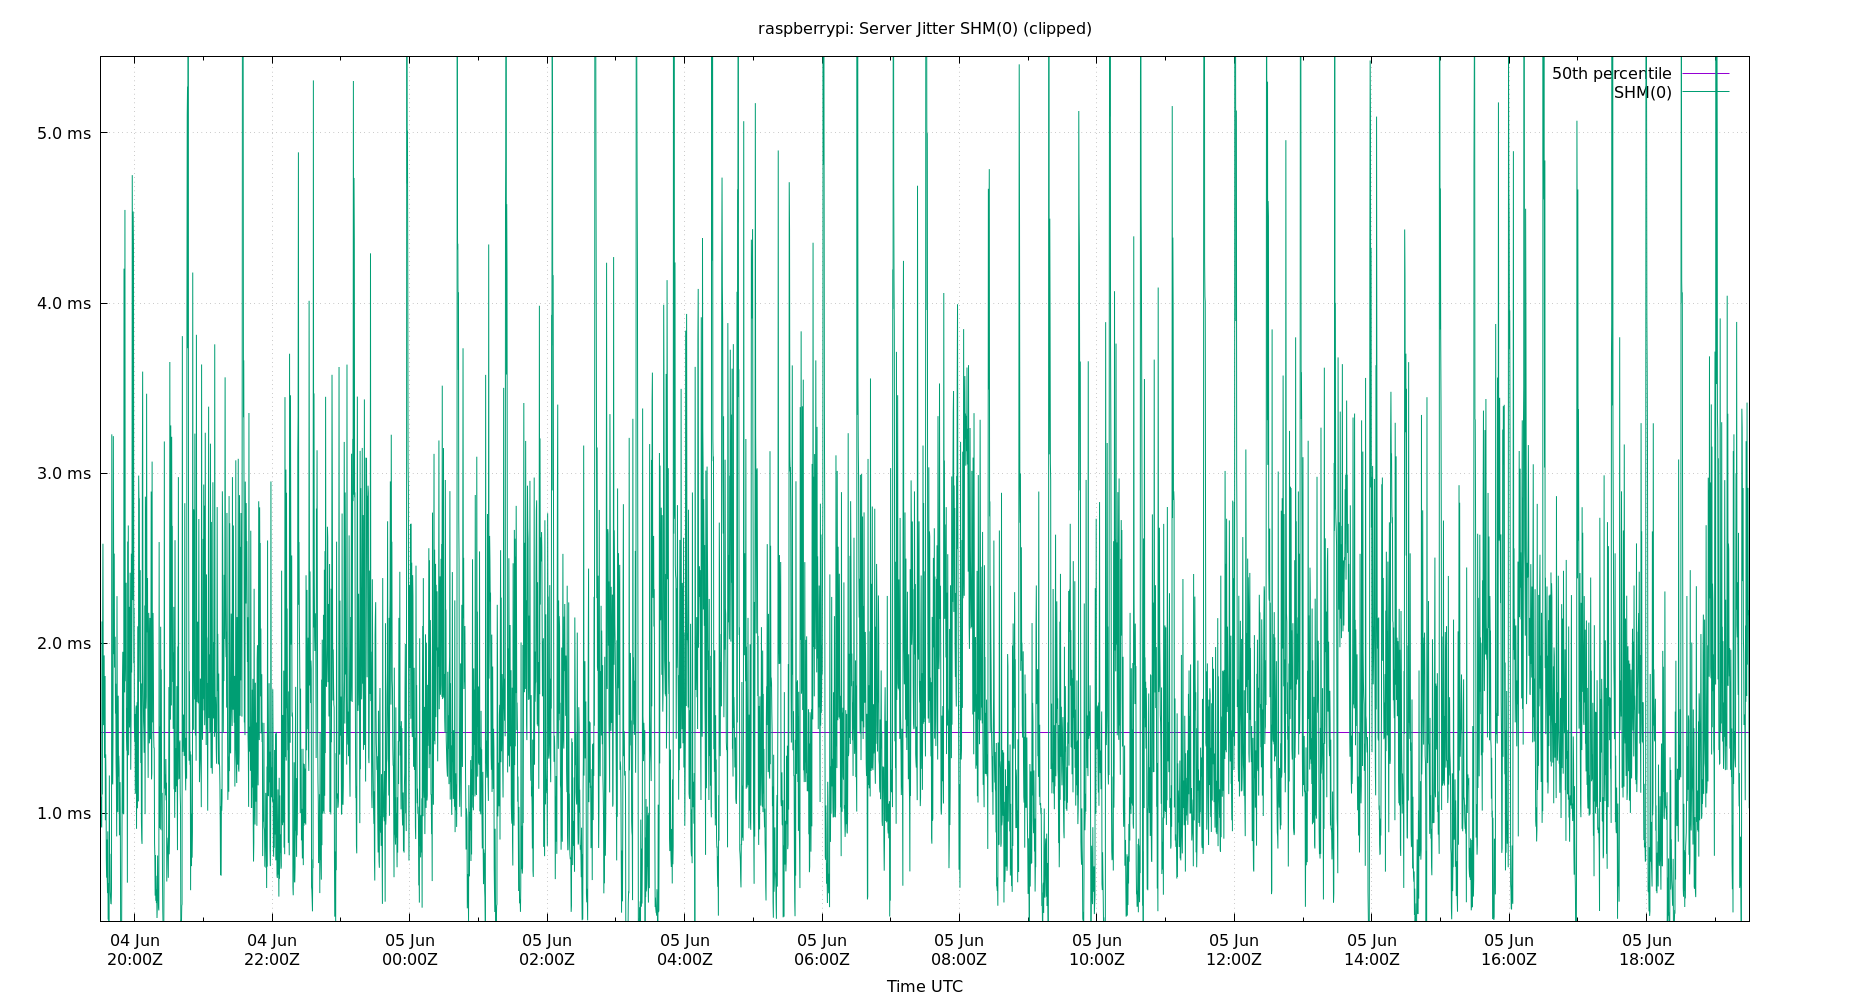 raspberrypi: Server Jitter SHM(0) (clipped)
50th percentile
SHM(0)
5.0 ms
4.0 ms
3.0 ms
2.0 ms
1.0 ms
04 Jun 04 Jun 05 Jun 05 Jun 05 Jun 05 Jun 05 Jun 05 Jun 05 Jun 05 Jun 05 Jun 05 Jun
20:00Z 22:00Z 00:00Z 02:00Z 04:00Z 06:00Z 08:00Z 10:00Z 12:00Z 14:00Z 16:00Z 18:00Z
Time UTC